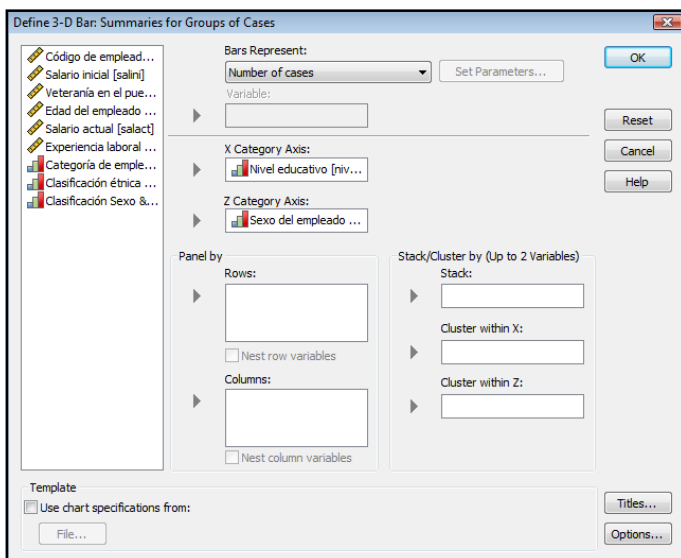 Define 3-D Bar: Summaries for Groups of Cases
Código de emplead...
Salario inicial [salini]
Veteranía en el pue...
Edad del empleado ...
Salario actual [salact]
Experiencia laboral ...
Categoría de emple...
Clasificación étnica ...
Clasificación Sexo &...
Bars Represent:
Number of cases
Set Parameters...
Variable:
X Category Axis:
Nivel educativo [niv...
Z Category Axis:
Sexo del empleado ...
Panel by
Rows:
Nest row variables
Columns:
Nest column variables
Stack/Cluster by (Up to 2 Variables)
Stack:
Cluster within X:
Cluster within Z:
OK
Reset
Cancel
Help
Template
Use chart specifications from:
File...
Titles...
Options...